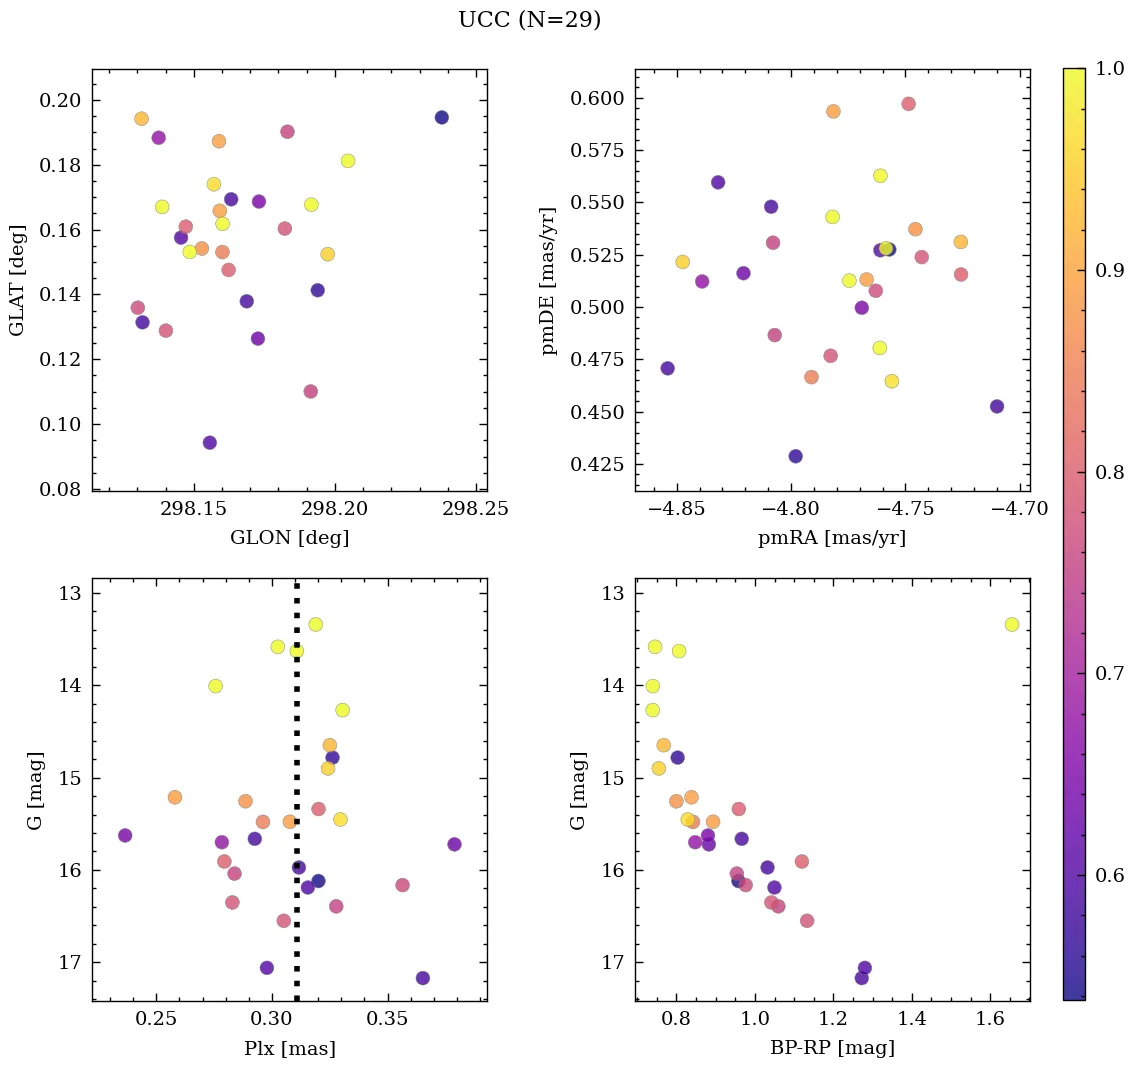 UCC (N=29)
0.20
0.18
0.16
0.14
0.12
0.10
0.08
GLAT [deg]
298.15 298.20 298.25
GLON [deg]
0.600
0.575
0.550
0.525
0.500
0.475
0.450
0.425
pmDE [mas/yr]
−4.85 −4.80 −4.75 −4.70
pmRA [mas/yr]
13
14
15
16
17
G [mag]
0.25 0.30 0.35
Plx [mas]
13
14
15
16
17
G [mag]
0.8 1.0 1.2 1.4 1.6
BP-RP [mag]
1.0
0.9
0.8
0.7
0.6